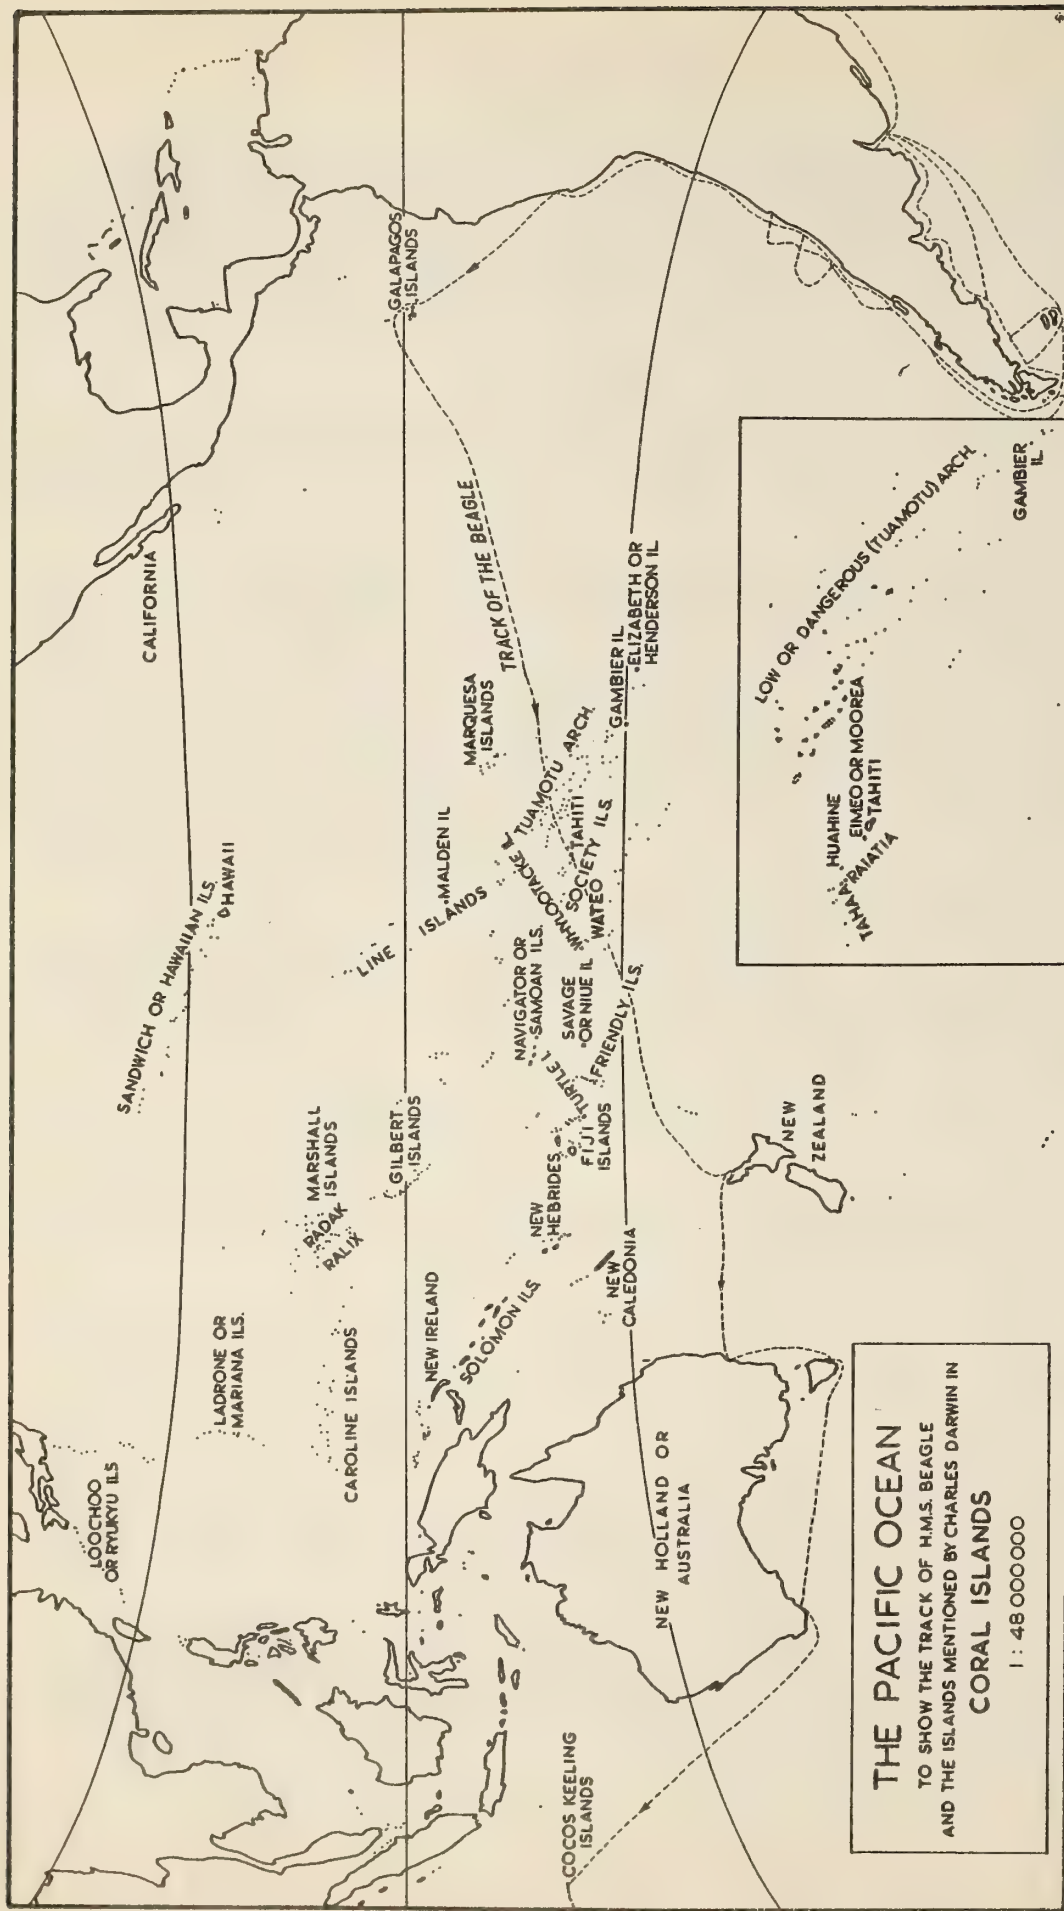 THE PACIFIC OCEAN
TO SHOW THE TRACK OF H.M.S. BEAGLE
AND THE ISLANDS MENTIONED BY CHARLES DARWIN IN
CORAL ISLANDS
1 : 48 000 000
LOOCHOO
OR RYUKYU ILS
LADRONE OR
MARIANA ILS.
CAROLINE ISLANDS
MARSHALL
ISLANDS
RADAK
RALIX
SANDWICH OR HAWAIIAN ILS.
HAWAII
CALIFORNIA
GILBERT
ISLANDS
LINE ISLANDS
MALDEN IL
MARQUESA
ISLANDS
TRACK OF THE BEAGLE
GALAPAGOS
ISLANDS
NEW IRELAND
SOLOMON ILS.
NEW
HEBRIDES
FIJI
ISLANDS
TURTLE I.
NAVIGATOR OR
SAMOAN ILS.
SAVAGE
OR NIUE IL
FRIENDLY ILS.
WHYLOOTACKE IL
WATEO
SOCIETY ILS.
TAHITI
TUAMOTU ARCH.
GAMBIER IL
ELIZABETH OR
HENDERSON IL
NEW
CALEDONIA
NEW HOLLAND OR
AUSTRALIA
NEW
ZEALAND
COCOS KEELING
ISLANDS
LOW OR DANGEROUS (TUAMOTU) ARCH.
GAMBIER
IL
HUAHINE
EIMEO OR MOOREA
TAHITI
TAHAA
RAIATIA